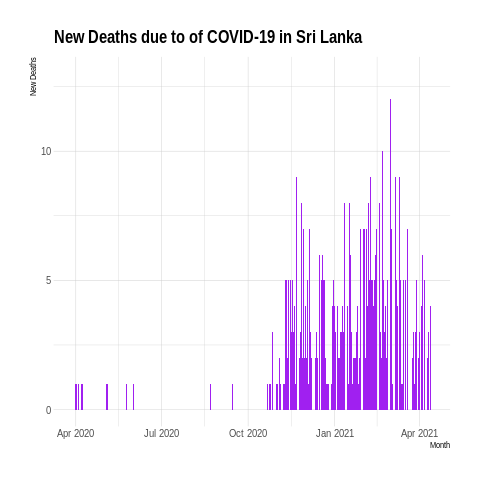 New Deaths due to of COVID-19 in Sri Lanka
New Deaths
10
5
0
Apr 2020 Jul 2020 Oct 2020 Jan 2021 Apr 2021
Month